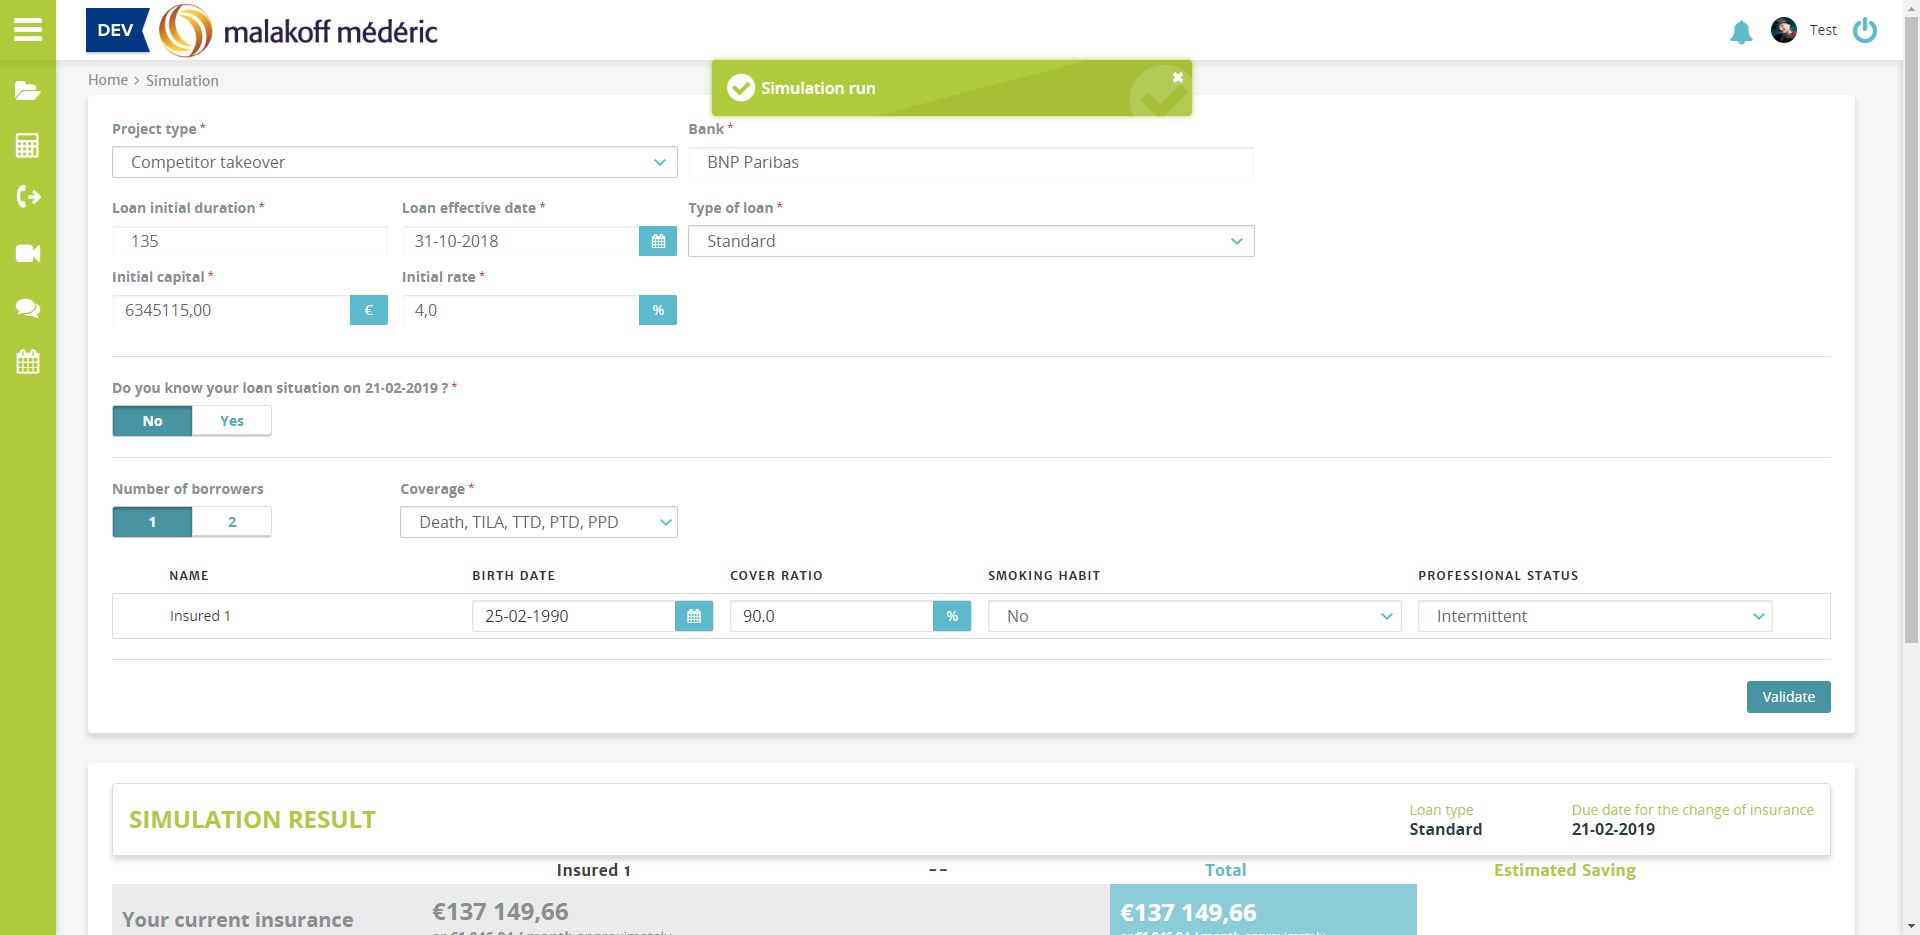 DEV malakoff médéric
Test
Home > Simulation
Simulation run
Project type *
Bank *
Competitor takeover
BNP Paribas
Loan initial duration *
Loan effective date *
Type of loan *
135
31-10-2018
Standard
Initial capital *
Initial rate *
6345115,00 €
4,0 %
Do you know your loan situation on 21-02-2019 ? *
No Yes
Number of borrowers
Coverage *
1 2
Death, TILA, TTD, PTD, PPD
NAME BIRTH DATE COVER RATIO SMOKING HABIT PROFESSIONAL STATUS
Insured 1 25-02-1990 90.0 % No Intermittent
Validate
SIMULATION RESULT
Loan type
Standard
Due date for the change of insurance
21-02-2019
Insured 1 -- Total Estimated Saving
Your current insurance
€137 149,66
€137 149,66